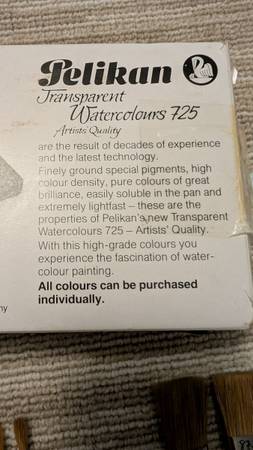 Pelikan
Transparent
Watercolours 725
Artists' Quality
are the result of decades of experience
and the latest technology.
Finely ground special pigments, high
colour density, pure colours of great
brilliance, easily soluble in the pan and
extremely lightfast – these are the
properties of Pelikan's new Transparent
Watercolours 725 – Artists' Quality.
With this high-grade colours you
experience the fascination of water-
colour painting.
All colours can be purchased
individually.